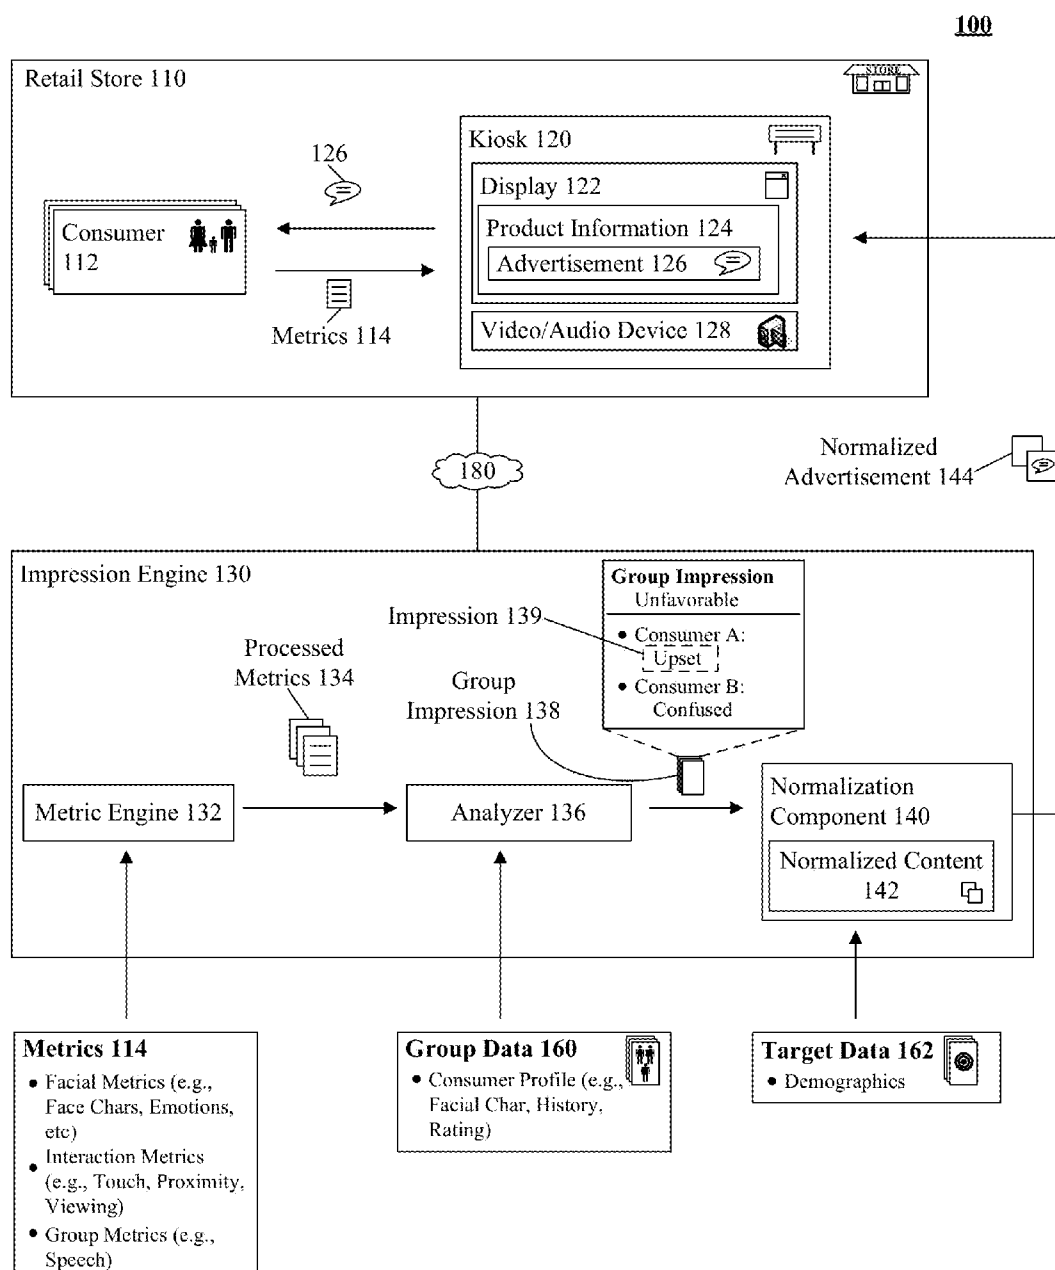 100
Retail Store 110
STORE
126
Kiosk 120
Display 122
Product Information 124
Advertisement 126
Consumer
112
Metrics 114
Video/Audio Device 128
180
Normalized
Advertisement 144
Impression Engine 130
Group Impression
Unfavorable
• Consumer A:
Upset
• Consumer B:
Confused
Impression 139
Processed
Metrics 134
Group
Impression 138
Metric Engine 132
Analyzer 136
Normalization
Component 140
Normalized Content
142
Metrics 114
• Facial Metrics (e.g.,
Face Chars, Emotions,
etc)
• Interaction Metrics
(e.g., Touch, Proximity,
Viewing)
• Group Metrics (e.g.,
Speech)
Group Data 160
• Consumer Profile (e.g.,
Facial Char, History,
Rating)
Target Data 162
• Demographics